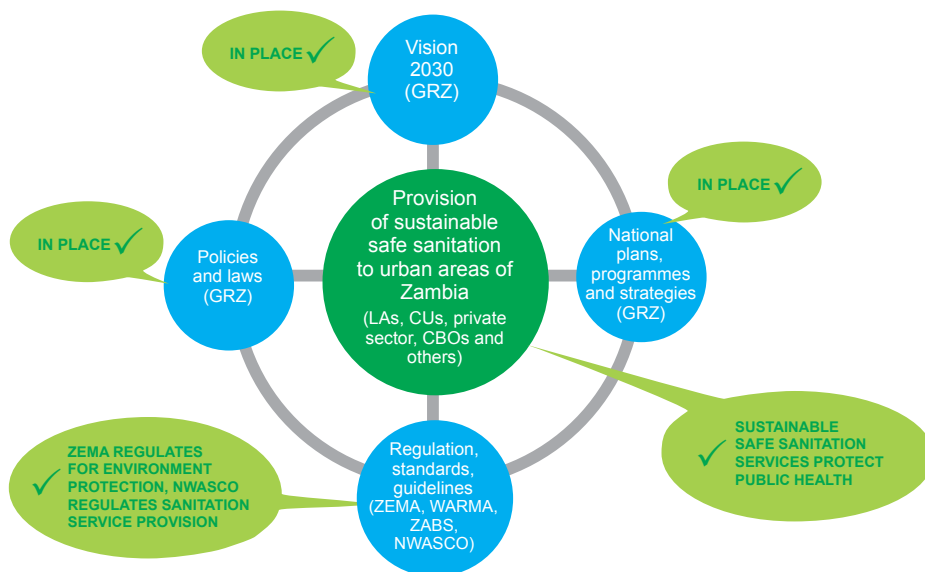 IN PLACE ✓
Vision
2030
(GRZ)
IN PLACE ✓
IN PLACE ✓
Policies
and laws
(GRZ)
Provision
of sustainable
safe sanitation
to urban areas of
Zambia
(LAs, CUs, private
sector, CBOs and
others)
National
plans,
programmes
and strategies
(GRZ)
✓ ZEMA REGULATES
FOR ENVIRONMENT
PROTECTION, NWASCO
REGULATES SANITATION
SERVICE PROVISION
Regulation,
standards,
guidelines
(ZEMA, WARMA,
ZABS,
NWASCO)
✓ SUSTAINABLE
SAFE SANITATION
SERVICES PROTECT
PUBLIC HEALTH